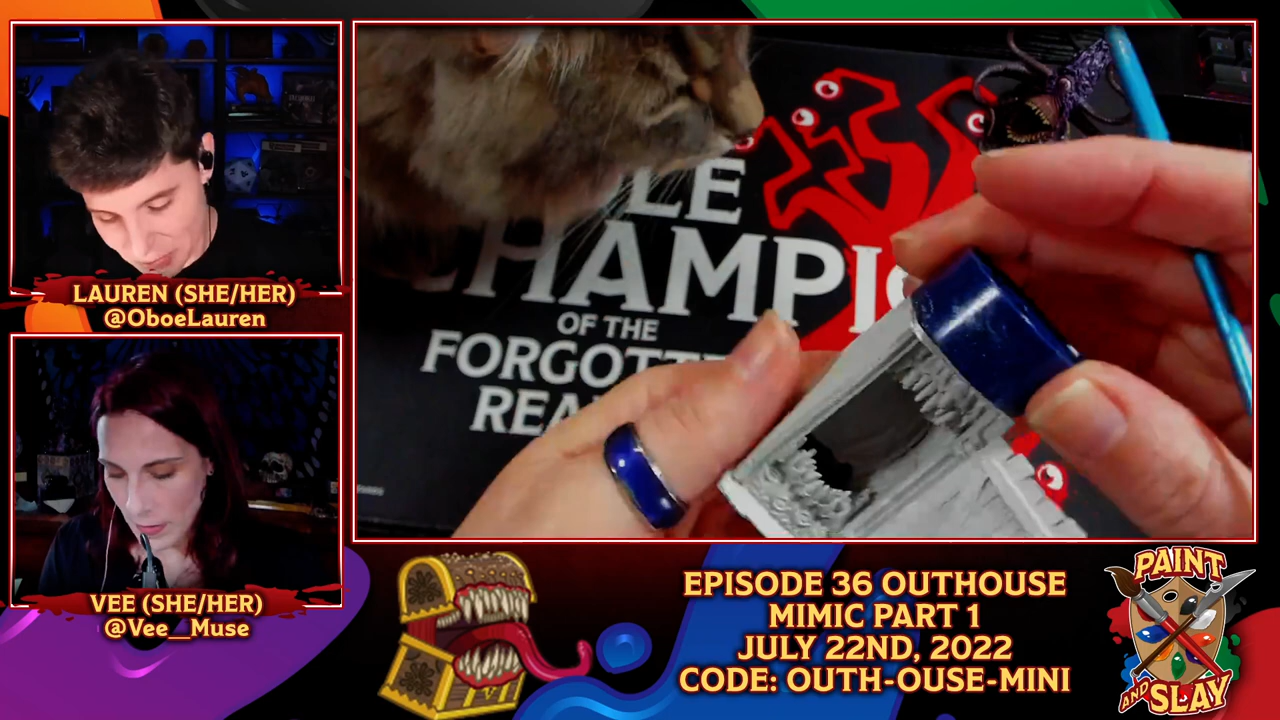 LAUREN (SHE/HER)
@OboeLauren
VEE (SHE/HER)
@Vee__Muse
LE
CHAMPI
OF THE
FORGOTT
REA
EPISODE 36 OUTHOUSE
MIMIC PART 1
JULY 22ND, 2022
CODE: OUTH-OUSE-MINI
PAINT
AND SLAY